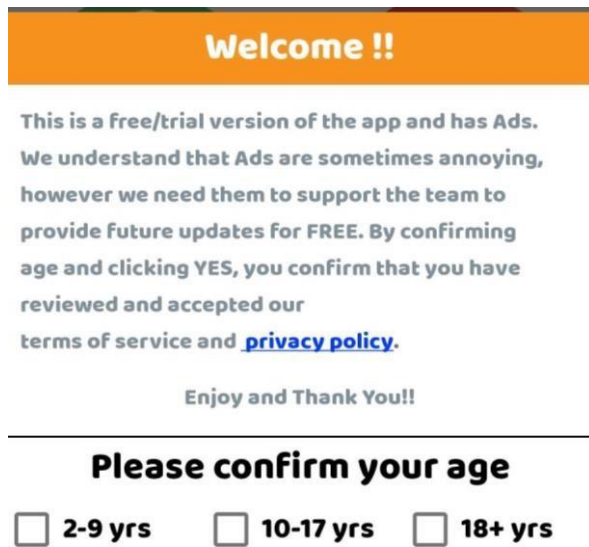 Welcome !!
This is a free/trial version of the app and has Ads.
We understand that Ads are sometimes annoying,
however we need them to support the team to
provide future updates for FREE. By confirming
age and clicking YES, you confirm that you have
reviewed and accepted our
terms of service and privacy policy.
Enjoy and Thank You!!
Please confirm your age
2-9 yrs 10-17 yrs 18+ yrs